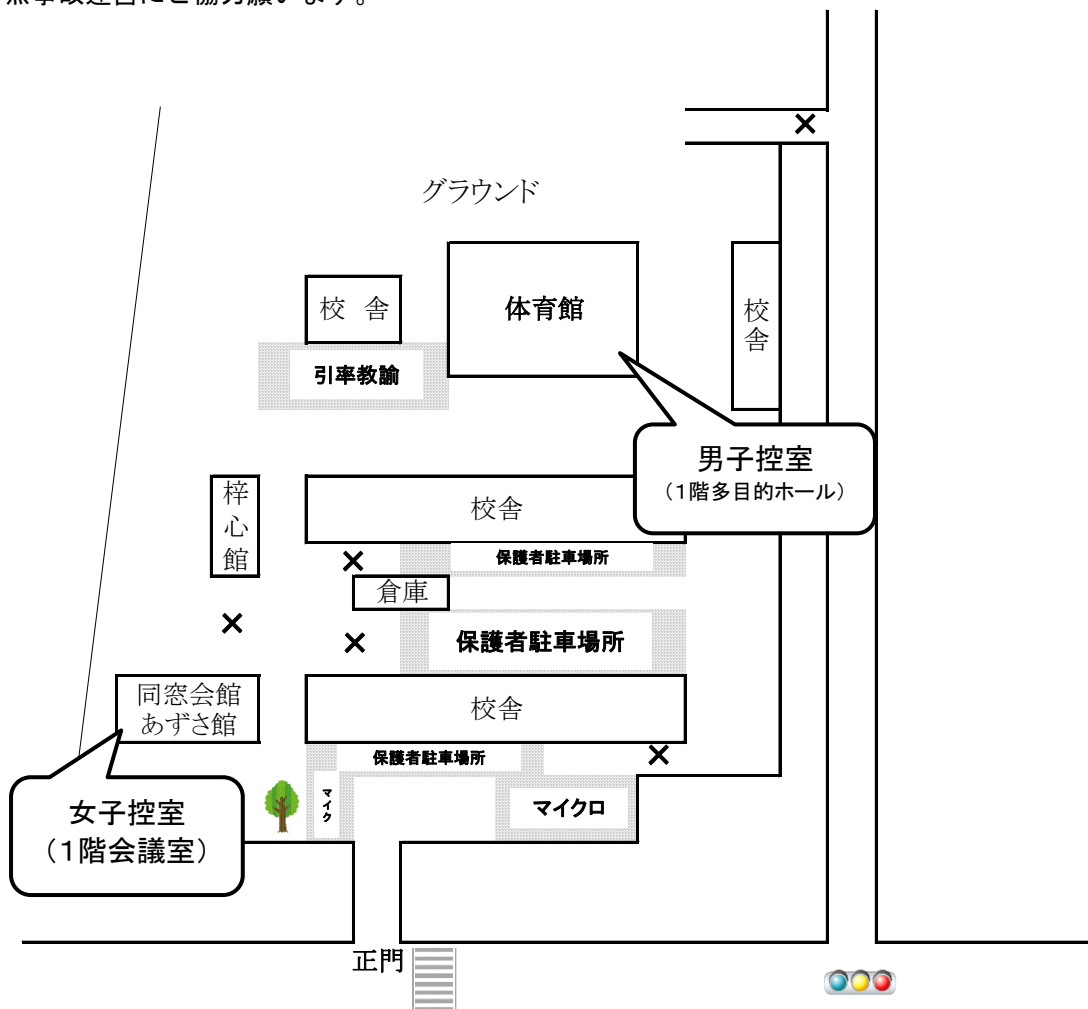 無事故運営にご協力願います。
グラウンド
校 舎
体育館
校舎
引率教諭
男子控室
(1階多目的ホール)
梓心館
校舎
保護者駐車場所
倉庫
保護者駐車場所
同窓会館
あずさ館
校舎
保護者駐車場所
女子控室
(1階会議室)
マイク
マイクロ
正門